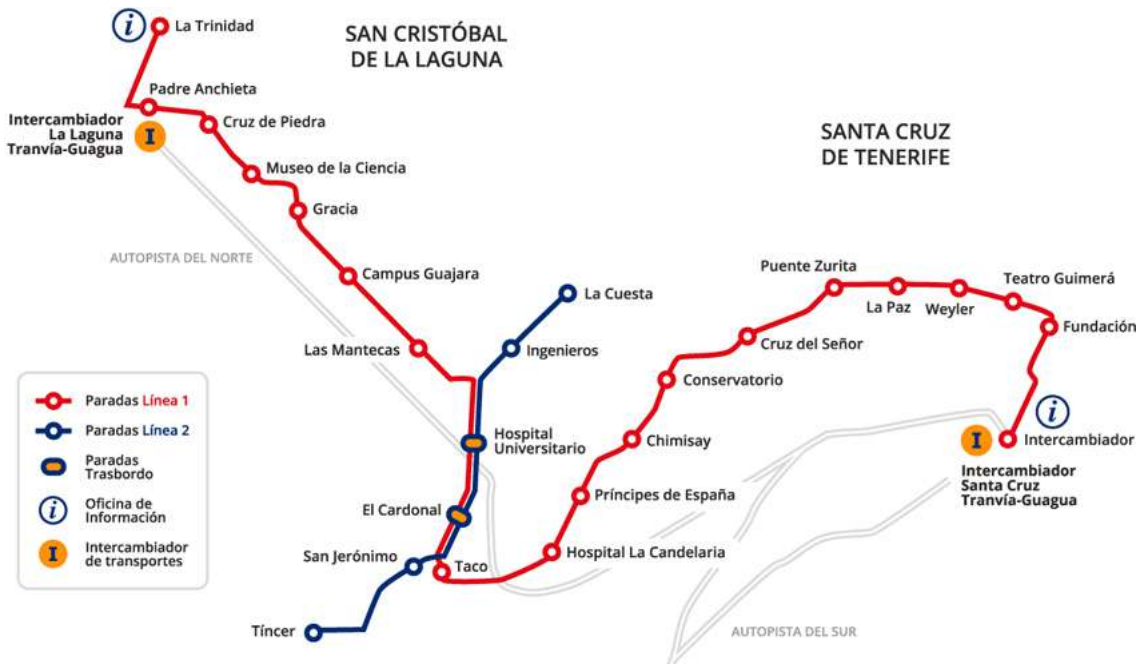 La Trinidad
SAN CRISTÓBAL
DE LA LAGUNA
Padre Anchieta
Intercambiador
La Laguna
Tranvía-Guagua
I
Cruz de Piedra
Museo de la Ciencia
Gracia
AUTOPISTA DEL NORTE
Campus Guajara
Las Mantecas
La Cuesta
Ingenieros
Hospital
Universitario
El Cardonal
San Jerónimo
Taco
Tíncer
SANTA CRUZ
DE TENERIFE
Puente Zurita
La Paz
Weyler
Teatro Guimerá
Fundación
Cruz del Señor
Conservatorio
Chimisay
Príncipes de España
Hospital La Candelaria
i
Intercambiador
I
Intercambiador
Santa Cruz
Tranvía-Guagua
AUTOPISTA DEL SUR
Paradas Línea 1
Paradas Línea 2
Paradas
Trasbordo
i
Oficina de
Información
I
Intercambiador
de transportes
i